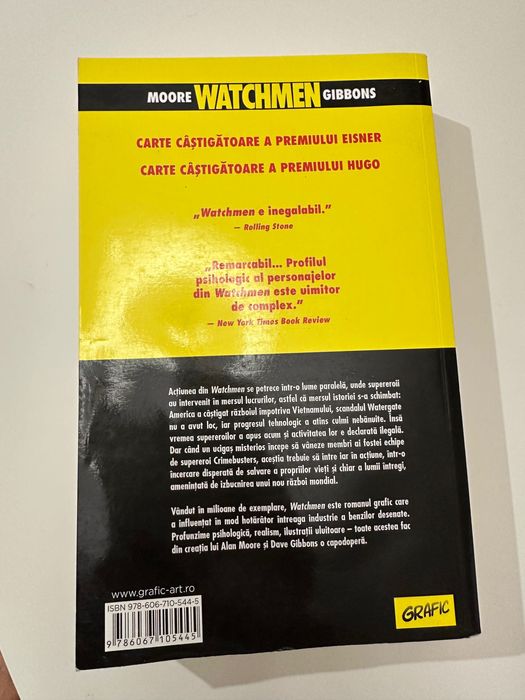 MOORE WATCHMEN GIBBONS
CARTE CÂȘTIGĂTOARE A PREMIULUI EISNER
CARTE CÂȘTIGĂTOARE A PREMIULUI HUGO
„Watchmen e inegalabil.”
– Rolling Stone
„Remarcabil... Profilul
psihologic al personajelor
din Watchmen este uimitor
de complex.”
– New York Times Book Review
Acțiunea din Watchmen se petrece într-o lume paralelă, unde supereroii
au intervenit în mersul lucrurilor, astfel că mersul istoriei s-a schimbat:
America a câștigat războiul împotriva Vietnamului, scandalul Watergate
nu a avut loc, iar progresul tehnologic a atins culmi nebănuite. Însă
vremea supereroilor a apus acum și activitatea lor e declarată ilegală.
Dar când un ucigaș misterios începe să vâneze membri ai fostei echipe
de supereroi Crimebusters, aceștia trebuie să intre iar în acțiune, într-o
încercare disperată de salvare a propriilor vieți și chiar a lumii întregi,
amenințată de izbucnirea unui nou război mondial.
Vândut în milioane de exemplare, Watchmen este romanul grafic care
a influențat în mod hotărâtor întreaga industrie a benzilor desenate.
Profunzime psihologică, realism, ilustrații uluitoare – toate acestea fac
din creația lui Alan Moore și Dave Gibbons o capodoperă.
www.grafic-art.ro
ISBN 978-606-710-544-5
9 786067 105445
GRAFIC